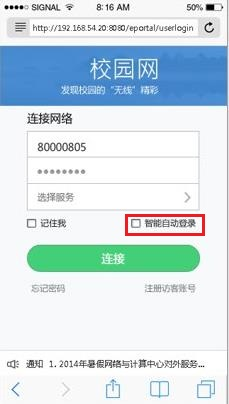 SIGNAL 8:16 AM 50%
http://192.168.54.20:8080/eportal/userlogin
校园网
发现校园的“无线”精彩
连接网络
80000805
选择服务
记住我 智能自动登录
连接
忘记密码 注册访客账号
通知 1. 2014年暑假网络与计算中心对外服务...